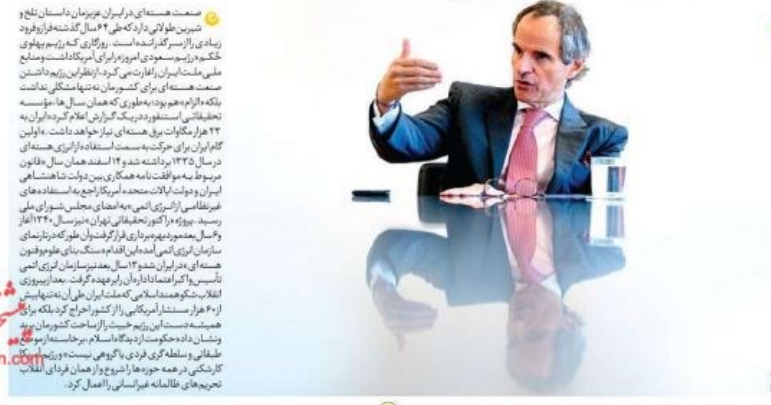 صنعت هسته‌ای در ایران عزیزمان داستان تلخ و
شیرین طولانی دارد که طی ۶۴ سال گذشته فراز و فرود
زیادی را از سر گذرانده است. روزگاری که رژیم پهلوی
حکم «رژیم سعودی امروز» را برای آمریکا داشت و منابع
ملی ملت ایران را غارت می‌کرد، ازنظر این رژیم داشتن
صنعت هسته‌ای برای کشورمان نه تنها مشکلی نداشت
بلکه «الزام» هم بود؛ به طوری که همان سال‌ها، مؤسسه
تحقیقاتی استنفورد در یک گزارش اعلام کرد: «ایران به
۲۳ هزار مگاوات برق هسته‌ای نیاز خواهد داشت.» اولین
گام ایران برای حرکت به سمت استفاده از انرژی هسته‌ای
در سال ۱۳۳۵ برداشته شد و ۱۴ اسفند همان سال «قانون
مربوط به موافقت‌نامه همکاری بین دولت شاهنشاهی
ایران و دولت ایالات متحده آمریکا راجع به استفاده‌های
غیرنظامی از انرژی اتمی» به امضای مجلس شورای ملی
رسید. پروژه «راکتور تحقیقاتی تهران» نیز سال ۱۳۴۰ آغاز
و ۶ سال بعد مورد بهره‌برداری قرار گرفت و آن طور که در تارنمای
سازمان انرژی اتمی آمده این اقدام «سنگ بنای علوم و فنون
هسته‌ای» در ایران شد و ۱۳ سال بعد نیز سازمان انرژی اتمی
تأسیس و اکبر اعتماد اداره آن را بر عهده گرفت. بعد از پیروزی
انقلاب شکوهمند اسلامی که ملت ایران طی آن نه تنها بیش
از ۶۰ هزار مستشار آمریکایی را از کشور اخراج کرد بلکه برای
همیشه دست این رژیم خبیث را از ساحت کشورمان برید
و نشان داد «حکومت از دیدگاه اسلام، برخاسته از موضع
طبقاتی و سلطه‌گری فردی یا گروهی نیست» و رژیم آمریکا
کارشکنی در همه حوزه‌ها را شروع و از همان فردای انقلاب
تحریم‌های ظالمانه غیرانسانی را اعمال کرد.